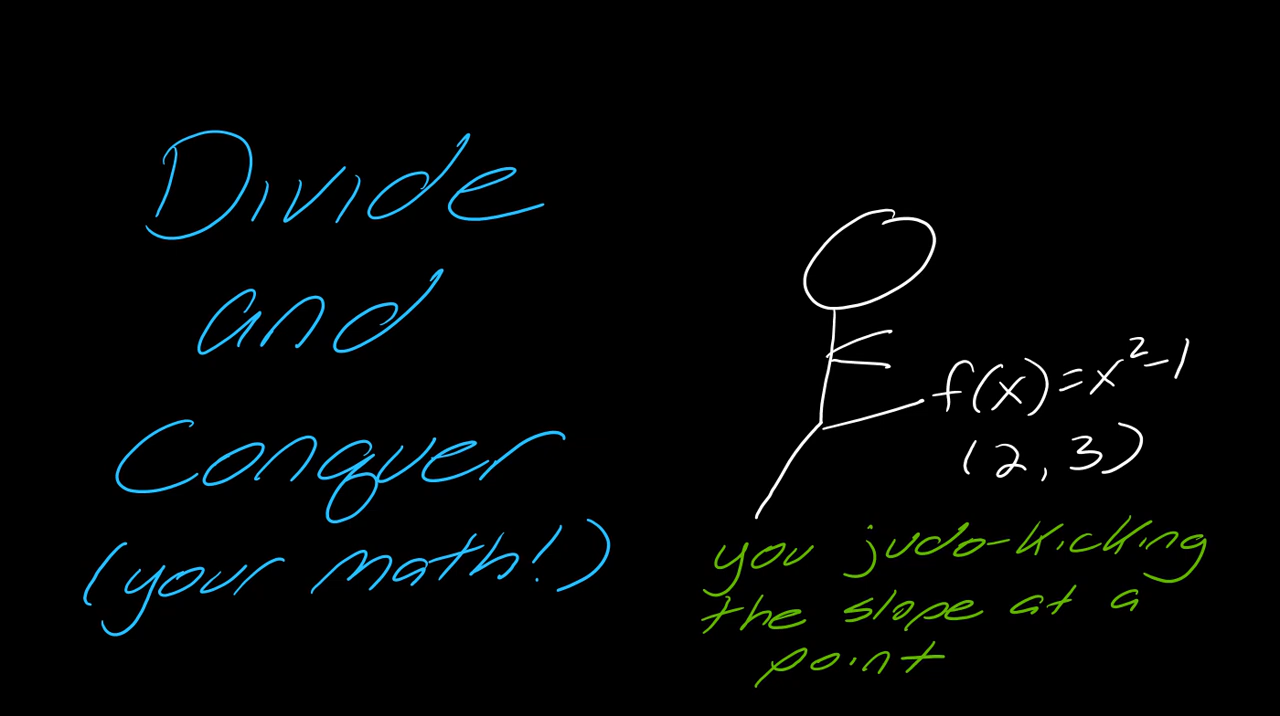 Divide
and
Conquer
(your math!)
f(x)=x²-1
(2,3)
you judo-kicking
the slope at a
point